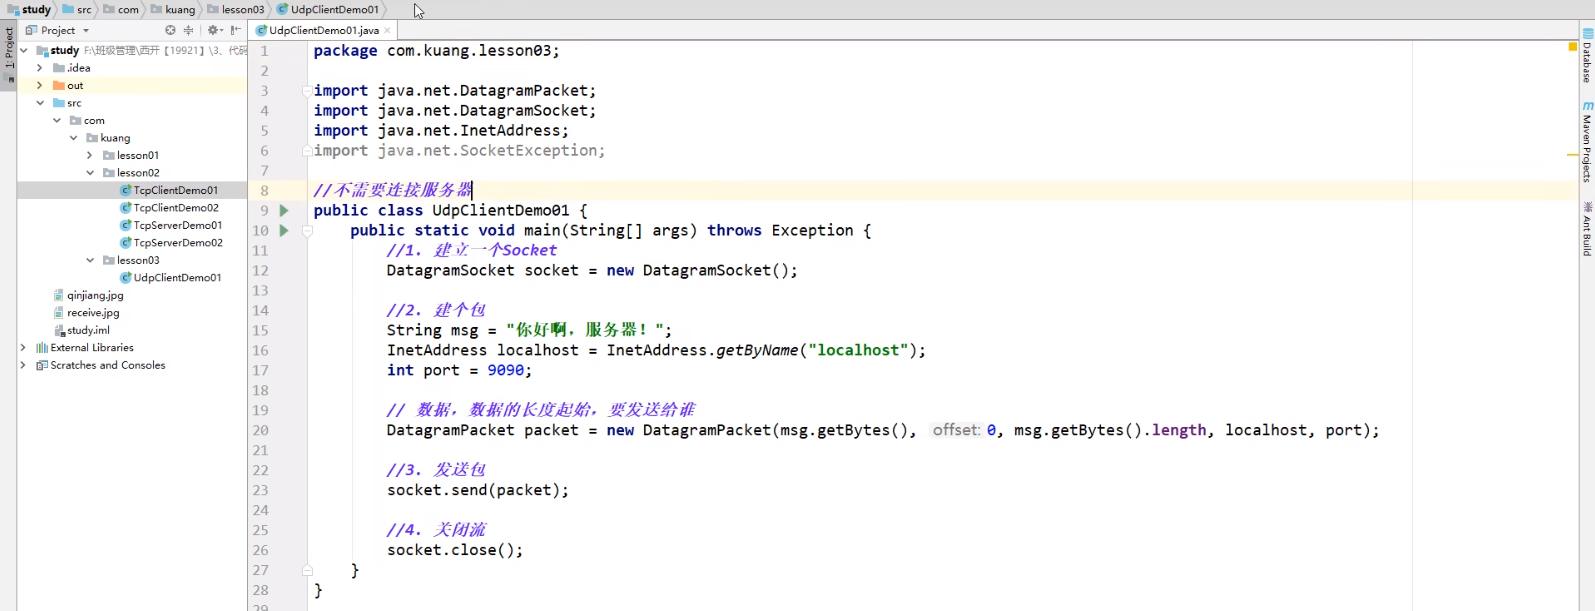 study src com kuang lesson03 UdpClientDemo01
1: Project
Project
study F:\班级管理\西开【19921】\3、代码
.idea
out
src
com
kuang
lesson01
lesson02
TcpClientDemo01
TcpClientDemo02
TcpServerDemo01
TcpServerDemo02
lesson03
UdpClientDemo01
qinjiang.jpg
receive.jpg
study.iml
External Libraries
Scratches and Consoles
UdpClientDemo01.java
1 package com.kuang.lesson03;
2
3 import java.net.DatagramPacket;
4 import java.net.DatagramSocket;
5 import java.net.InetAddress;
6 import java.net.SocketException;
7
8 //不需要连接服务器
9 public class UdpClientDemo01 {
10 public static void main(String[] args) throws Exception {
11 //1. 建立一个Socket
12 DatagramSocket socket = new DatagramSocket();
13
14 //2. 建个包
15 String msg = "你好啊，服务器！";
16 InetAddress localhost = InetAddress.getByName("localhost");
17 int port = 9090;
18
19 // 数据，数据的长度起始，要发送给谁
20 DatagramPacket packet = new DatagramPacket(msg.getBytes(), offset: 0, msg.getBytes().length, localhost, port);
21
22 //3. 发送包
23 socket.send(packet);
24
25 //4. 关闭流
26 socket.close();
27 }
28 }
29
Database
Maven Projects
Ant Build